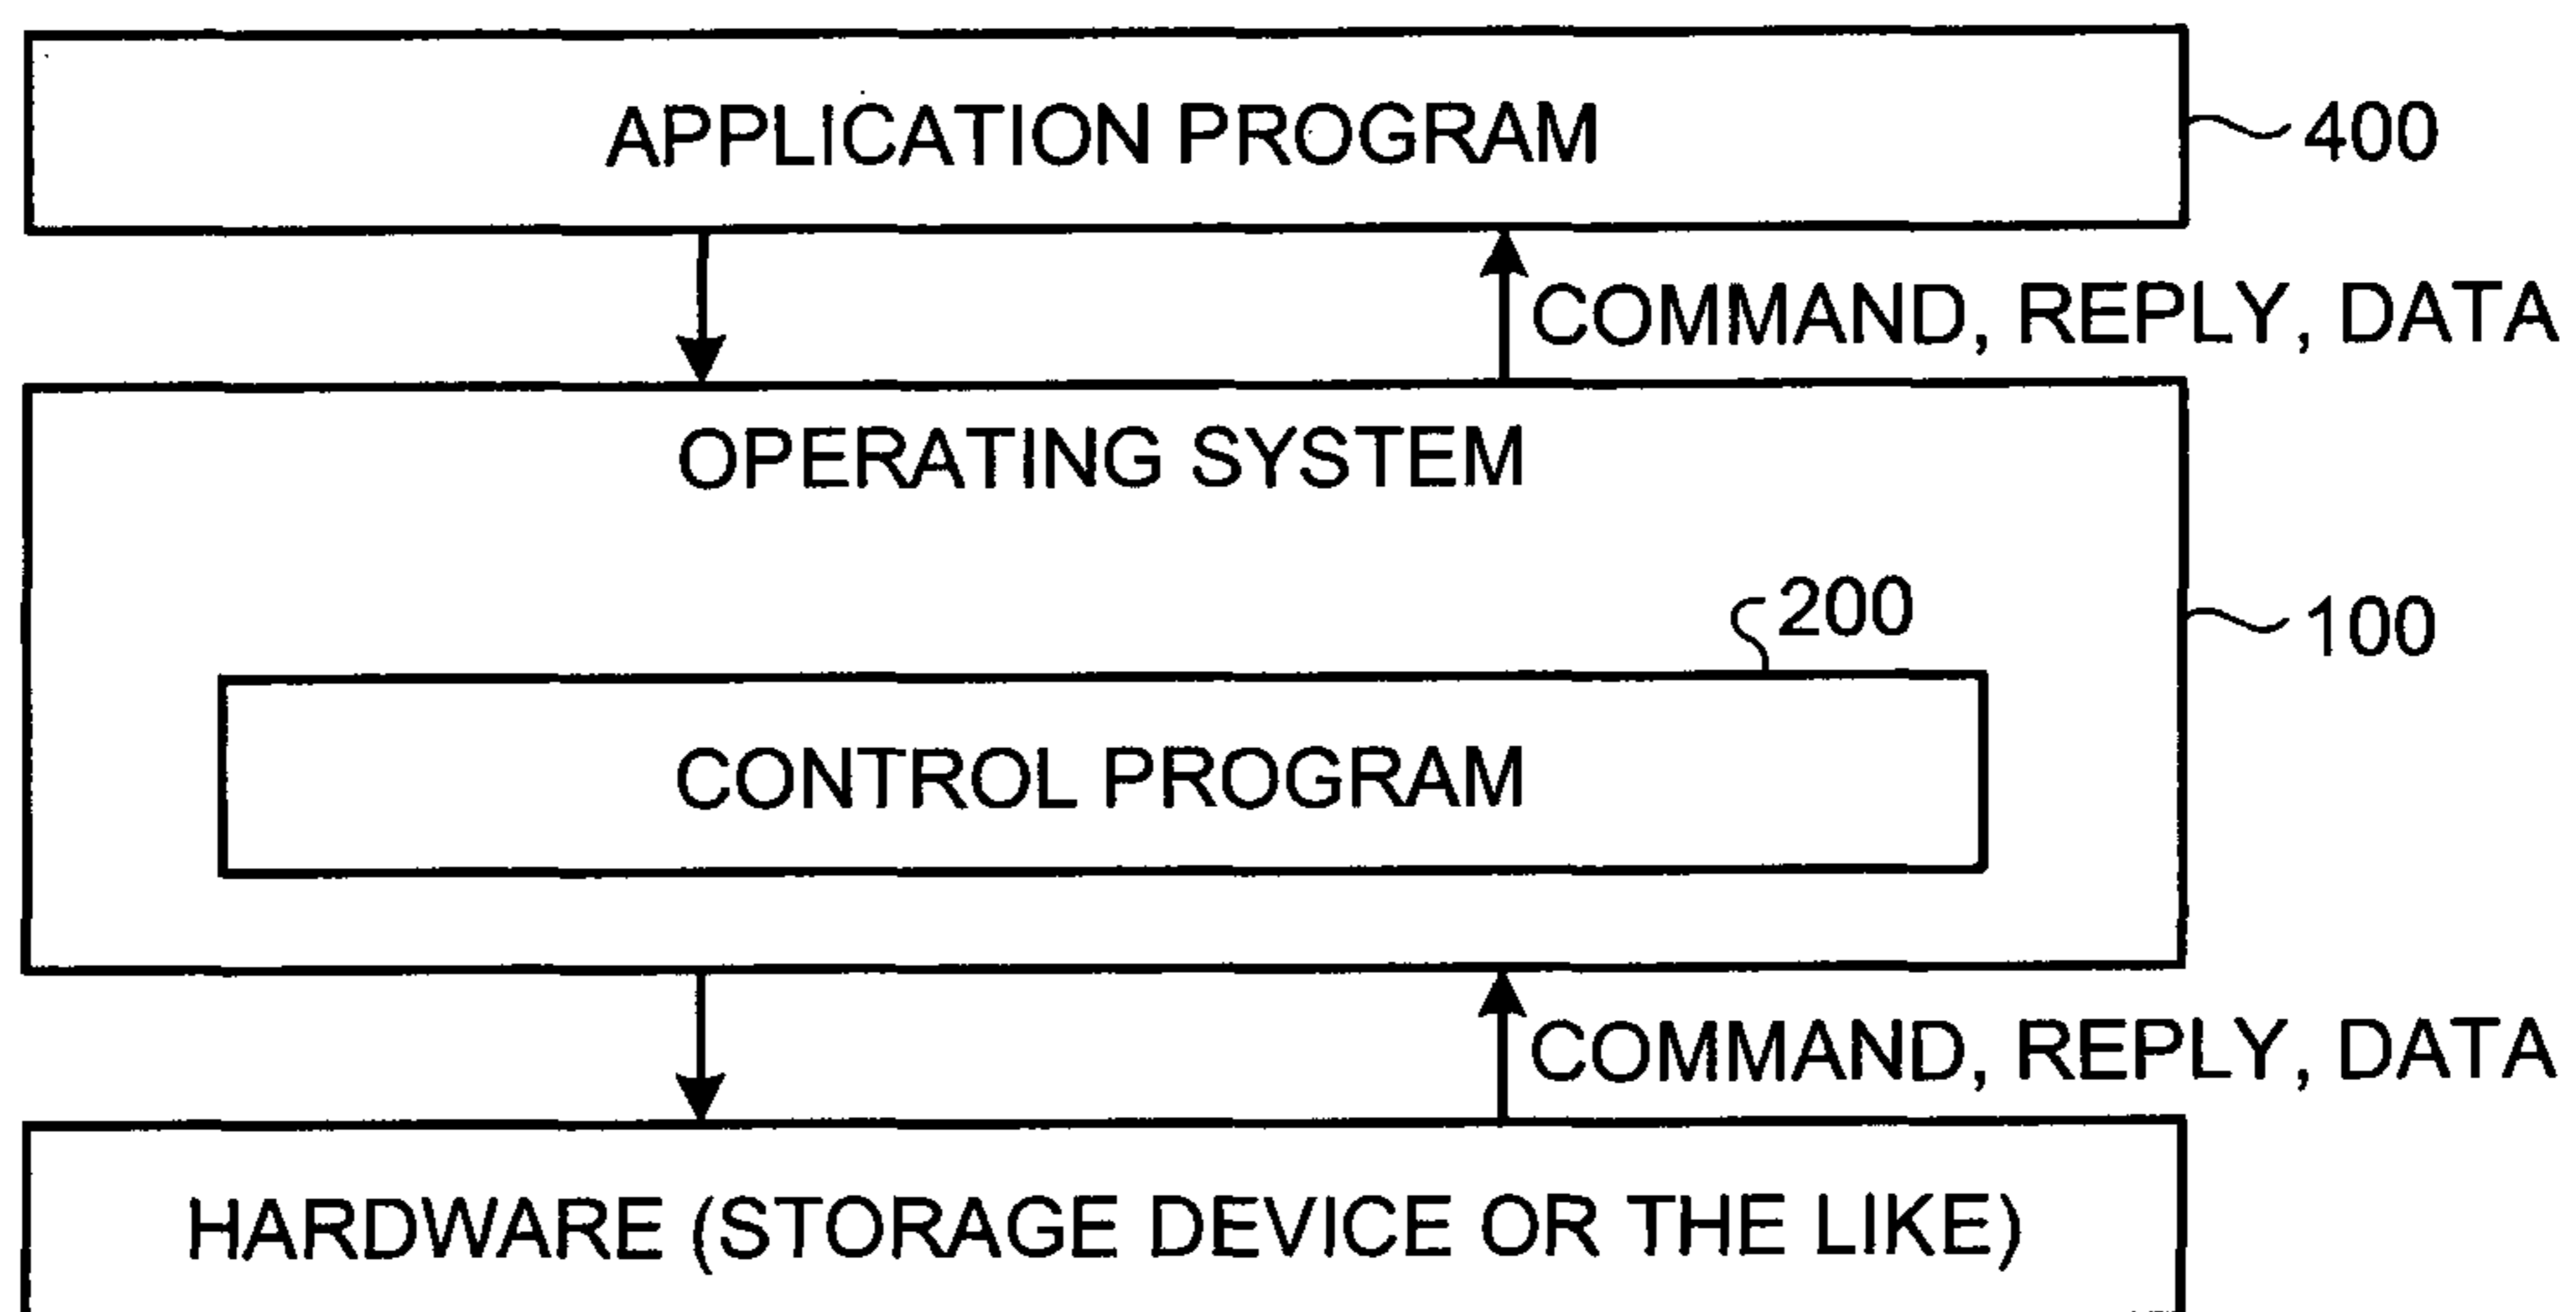 APPLICATION PROGRAM
400
COMMAND, REPLY, DATA
OPERATING SYSTEM
200
100
CONTROL PROGRAM
COMMAND, REPLY, DATA
HARDWARE (STORAGE DEVICE OR THE LIKE)